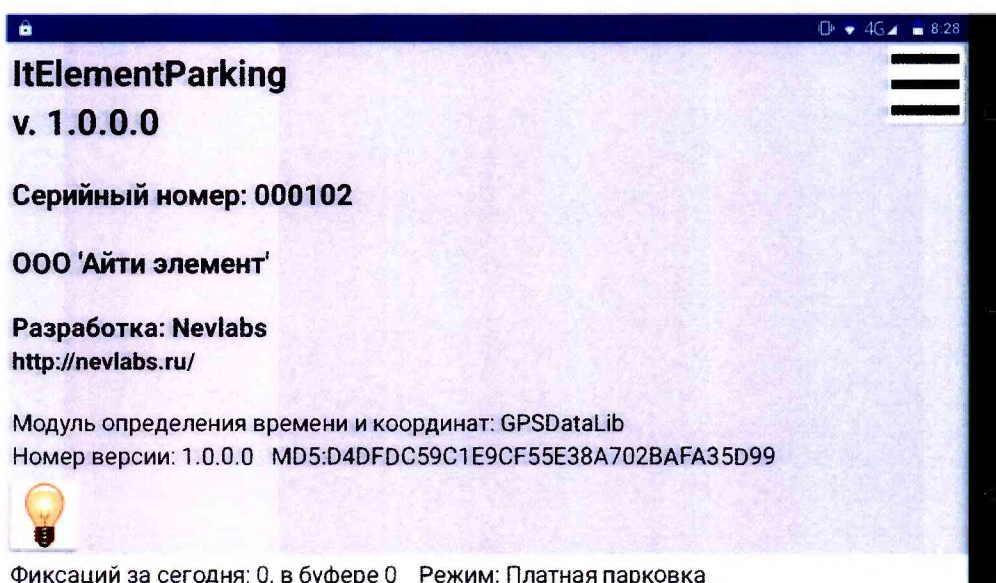 4G 8:28
ItElementParking
v. 1.0.0.0
Серийный номер: 000102
ООО 'Айти элемент'
Разработка: Nevlabs
http://nevlabs.ru/
Модуль определения времени и координат: GPSDataLib
Номер версии: 1.0.0.0 MD5:D4DFDC59C1E9CF55E38A702BAFA35D99
Фиксаций за сегодня: 0, в буфере 0 Режим: Платная парковка